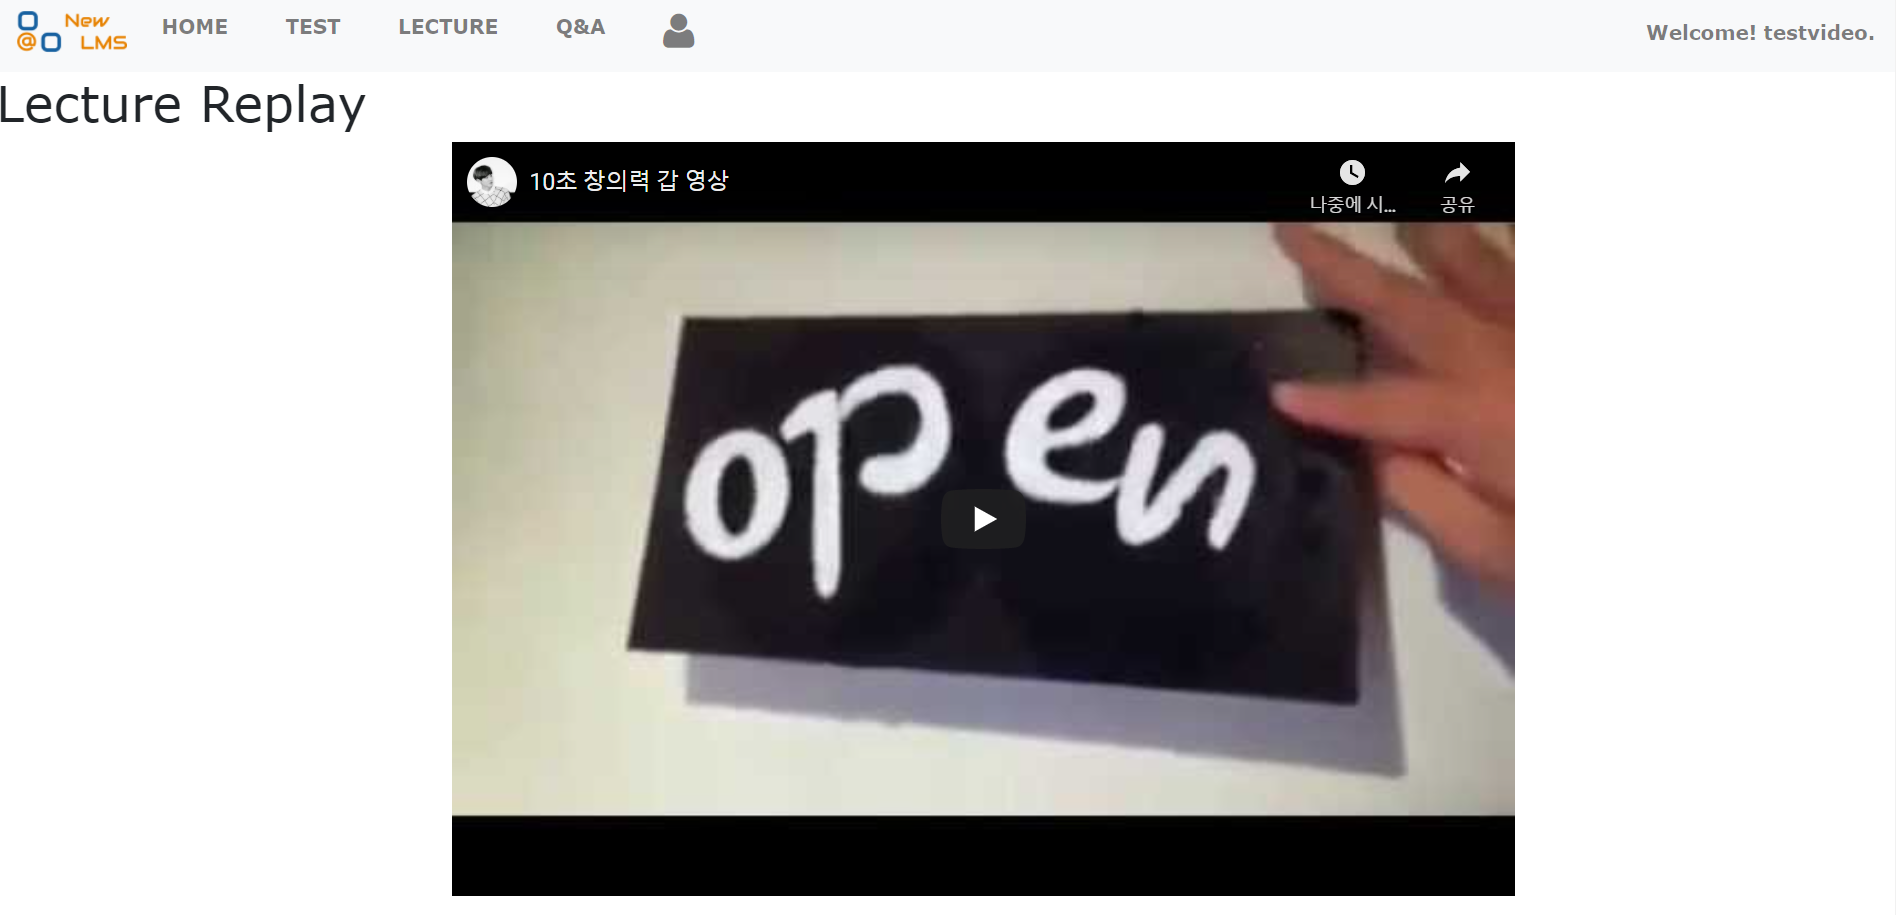 New
@ LMS
HOME TEST LECTURE Q&A
Welcome! testvideo.
Lecture Replay
10초 창의력 갑 영상
나중에 시...
공유
open